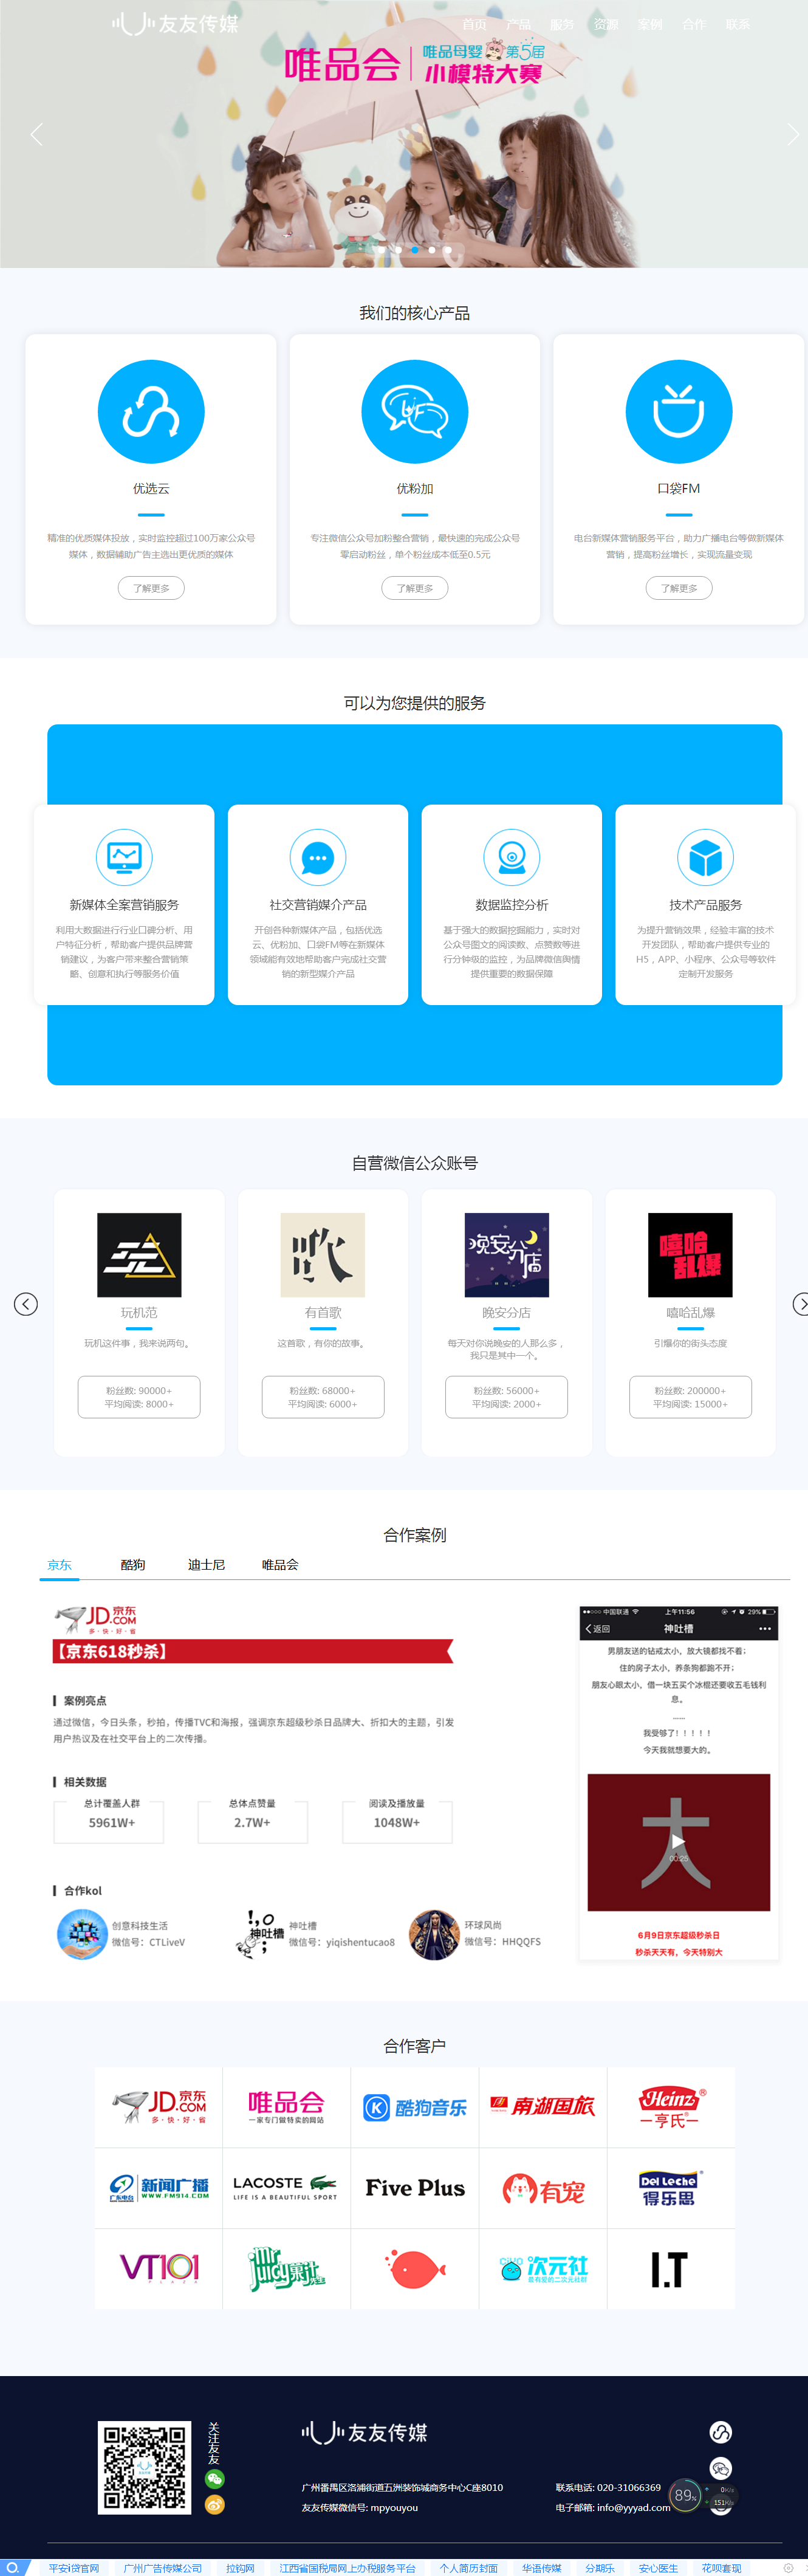 友友传媒
首页 产品 服务 资源 案例 合作 联系
唯品会 唯品母婴 第5届
小模特大赛
我们的核心产品
优选云
精准的优质媒体投放，实时监控超过100万家公众号
媒体，数据辅助广告主选出更优质的媒体
了解更多
优粉加
专注微信公众号加粉整合营销，最快速的完成公众号
零启动粉丝，单个粉丝成本低至0.5元
了解更多
口袋FM
电台新媒体营销服务平台，助力广播电台等做新媒体
营销，提高粉丝增长，实现流量变现
了解更多
可以为您提供的服务
新媒体全案营销服务
利用大数据进行行业口碑分析、用
户特征分析，帮助客户提供品牌营
销建议，为客户带来整合营销策
略、创意和执行等服务价值
社交营销媒介产品
开创各种新媒体产品，包括优选
云、优粉加、口袋FM等在新媒体
领域能有效地帮助客户完成社交营
销的新型媒介产品
数据监控分析
基于强大的数据挖掘能力，实时对
公众号图文的阅读数、点赞数等进
行分钟级的监控，为品牌微信舆情
提供重要的数据保障
技术产品服务
为提升营销效果，经验丰富的技术
开发团队，帮助客户提供专业的
H5，APP、小程序、公众号等软件
定制开发服务
自营微信公众账号
玩机范
玩机这件事，我来说两句。
粉丝数: 90000+
平均阅读: 8000+
有首歌
这首歌，有你的故事。
粉丝数: 68000+
平均阅读: 6000+
晚安分店
晚安分店
每天对你说晚安的人那么多，
我只是其中一个。
粉丝数: 56000+
平均阅读: 2000+
嘻哈
乱爆
嘻哈乱爆
引爆你的街头态度
粉丝数: 200000+
平均阅读: 15000+
合作案例
京东 酷狗 迪士尼 唯品会
JD.COM 京东
多·快·好·省
【京东618秒杀】
案例亮点
通过微信，今日头条，秒拍，传播TVC和海报，强调京东超级秒杀日品牌大、折扣大的主题，引发
用户热议及在社交平台上的二次传播。
相关数据
总计覆盖人群
5961W+
总体点赞量
2.7W+
阅读及播放量
1048W+
合作kol
创意科技生活
微信号：CTLiveV
神吐槽
神吐槽
微信号：yiqishentucao8
环球风尚
微信号：HHQQFS
中国联通 上午11:56 29%
返回 神吐槽
男朋友送的钻戒太小，放大镜都找不着；
住的房子太小，养条狗都跑不开；
朋友心眼太小，借一块五买个冰棍还要收五毛钱利
息。
......
我受够了！！！！！
今天我就想要大的。
大
00:25
6月9日京东超级秒杀日
秒杀天天有，今天特别大
合作客户
JD.COM 京东
多·快·好·省
唯品会
一家专门做特卖的网站
酷狗音乐
南湖国旅
Heinz
亨氏
广东电台 新闻广播
WWW.FM914.COM
LACOSTE
LIFE IS A BEAUTIFUL SPORT
Five Plus
有宠
Del Leche
得乐思
VT101
PLAZA
次元社
最有爱的二次元社群
I.T
关注友友
友友传媒
广州番禺区洛浦街道五洲装饰城商务中心C座8010
友友传媒微信号: mpyouyou
联系电话: 020-31066369
电子邮箱: info@yyyad.com
89%
0K/s
151K/s
平安i贷官网 广州广告传媒公司 拉钩网 江西省国税局网上办税服务平台 个人简历封面 华语传媒 分期乐 安心医生 花呗套现